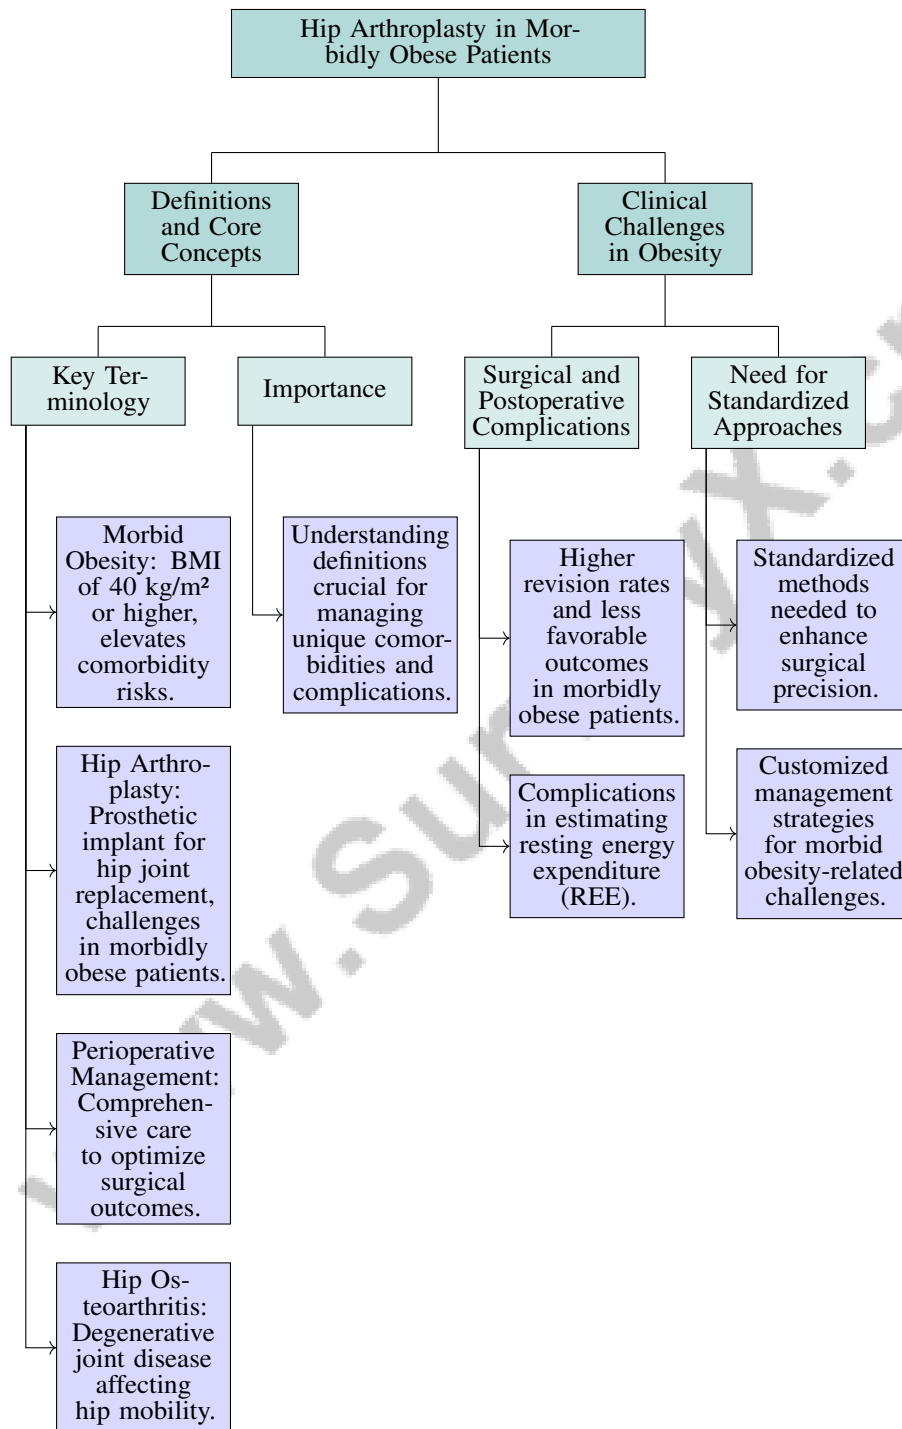 Hip Arthroplasty in Mor-
bidly Obese Patients
Definitions
and Core
Concepts
Clinical
Challenges
in Obesity
Key Ter-
minology
Importance
Surgical and
Postoperative
Complications
Need for
Standardized
Approaches
Morbid
Obesity: BMI
of 40 kg/m²
or higher,
elevates
comorbidity
risks.
Hip Arthro-
plasty:
Prosthetic
implant for
hip joint
replacement,
challenges
in morbidly
obese patients.
Perioperative
Management:
Comprehen-
sive care
to optimize
surgical
outcomes.
Hip Os-
teoarthritis:
Degenerative
joint disease
affecting
hip mobility.
Understanding
definitions
crucial for
managing
unique comor-
bidities and
complications.
Higher
revision rates
and less
favorable
outcomes
in morbidly
obese patients.
Complications
in estimating
resting energy
expenditure
(REE).
Standardized
methods
needed to
enhance
surgical
precision.
Customized
management
strategies
for morbid
obesity-related
challenges.